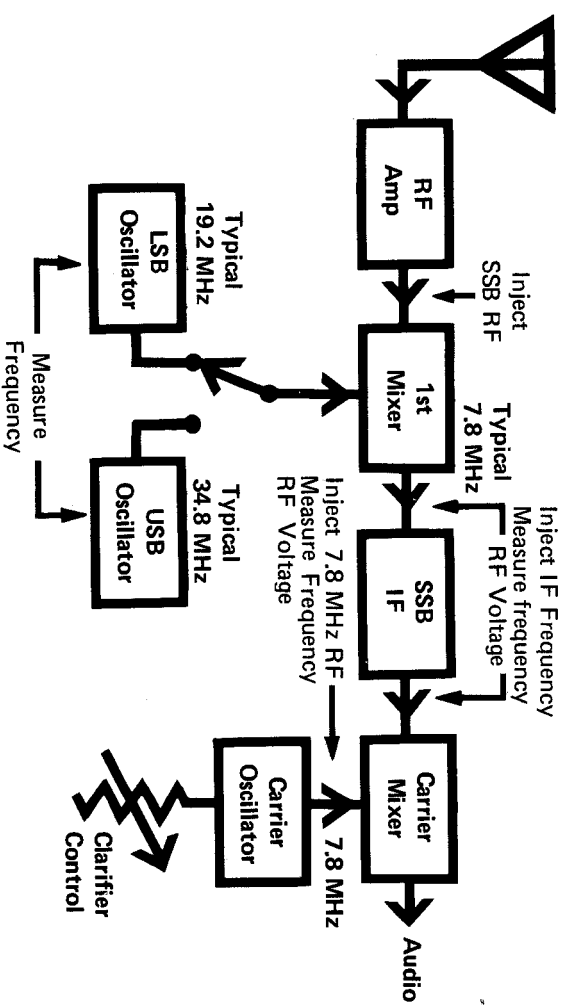 RF
Amp
Inject
SSB RF
1st
Mixer
Typical
7.8 MHz
Inject IF Frequency
Measure frequency
RF Voltage
SSB
IF
Carrier
Mixer
Audio
Typical
19.2 MHz
LSB
Oscillator
Typical
34.8 MHz
USB
Oscillator
Measure
Frequency
Inject 7.8 MHz RF
Measure Frequency
RF Voltage
7.8 MHz
Carrier
Oscillator
Clarifier
Control